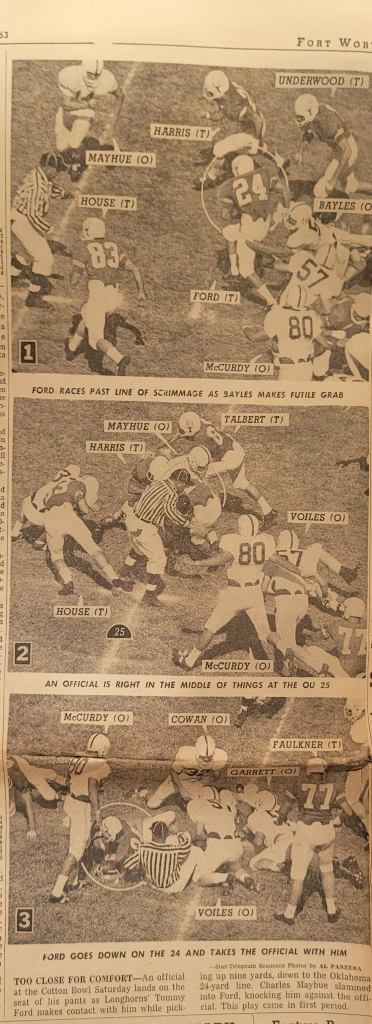 63
FORT WOR
UNDERWOOD (T)
HARRIS (T)
MAYHUE (O)
HOUSE (T)
24
BAYLES (O
83
57
FORD (T)
80
McCURDY (O)
1
FORD RACES PAST LINE OF SCRIMMAGE AS BAYLES MAKES FUTILE GRAB
TALBERT (T)
MAYHUE (O)
HARRIS (T)
VOILES (O)
80
HOUSE (T)
25
77
2
McCURDY (O)
AN OFFICIAL IS RIGHT IN THE MIDDLE OF THINGS AT THE OU 25
McCURDY (O)
COWAN (O)
FAULKNER (T)
GARRETT (O)
80
77
VOILES (O)
3
FORD GOES DOWN ON THE 24 AND TAKES THE OFFICIAL WITH HIM
—Star-Telegram Sequence Photos by AL PANZERA
TOO CLOSE FOR COMFORT—An official
at the Cotton Bowl Saturday lands on the
seat of his pants as Longhorns' Tommy
Ford makes contact with him while pick-
ing up nine yards, down to the Oklahoma
24-yard line. Charles Mayhue slammed
into Ford, knocking him against the offi-
cial. This play came in first period.